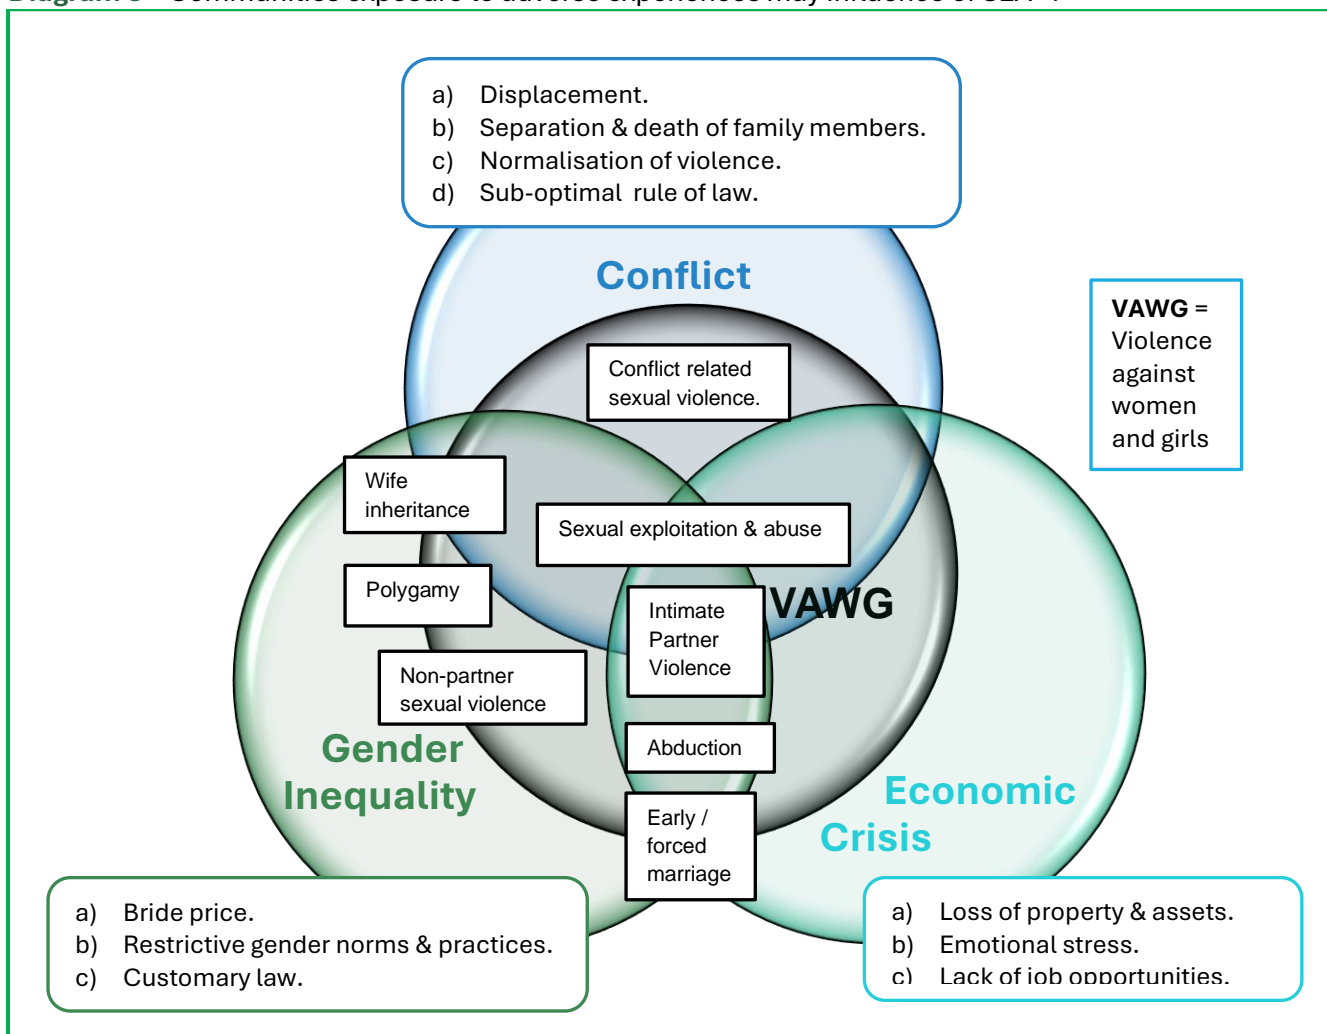 a) Displacement.
b) Separation & death of family members.
c) Normalisation of violence.
d) Sub-optimal rule of law.
Conflict
VAWG =
Violence
against
women
and girls
Conflict related
sexual violence.
Wife
inheritance
Sexual exploitation & abuse
Polygamy
Intimate
Partner
Violence
VAWG
Non-partner
sexual violence
Abduction
Gender
Inequality
Economic
Crisis
Early /
forced
marriage
a) Bride price.
b) Restrictive gender norms & practices.
c) Customary law.
a) Loss of property & assets.
b) Emotional stress.
c) Lack of job opportunities.